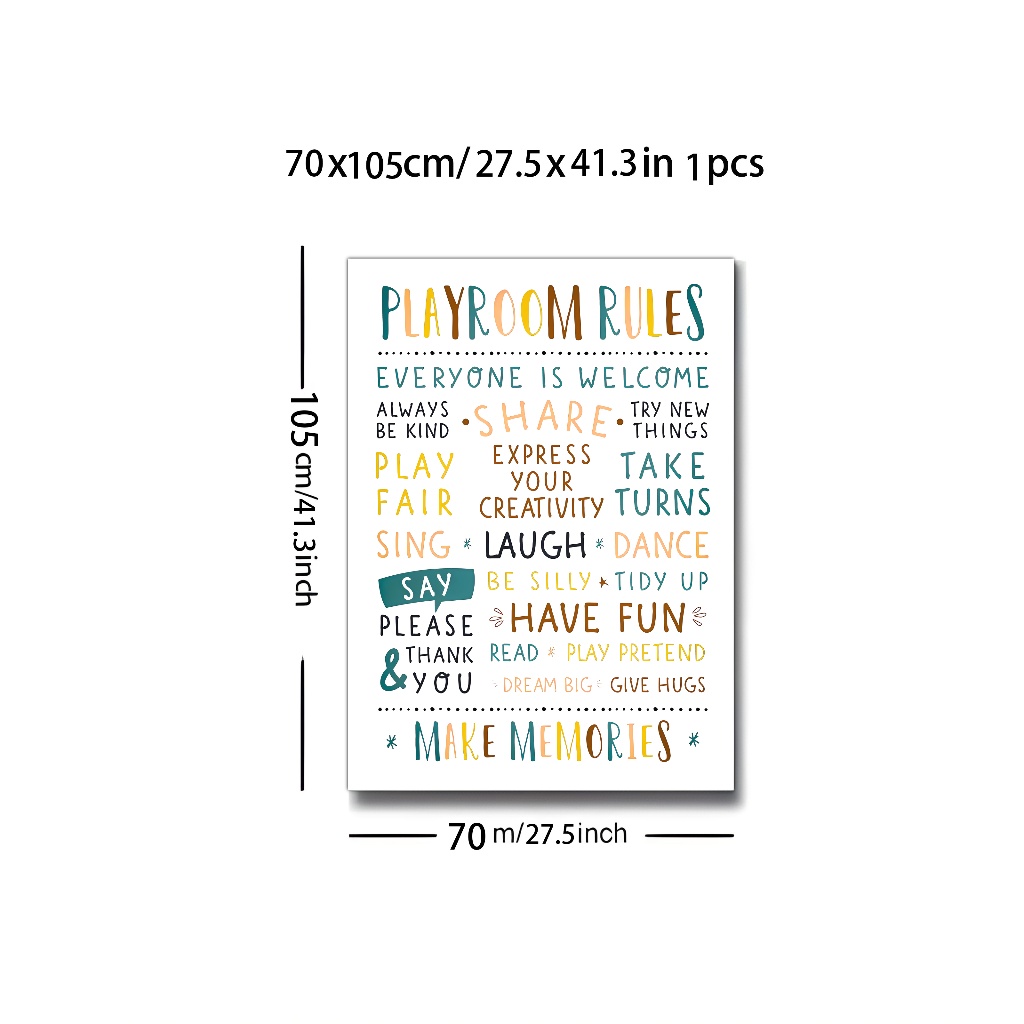 70x105cm/ 27.5x41.3in 1pcs
PLAYROOM RULES
EVERYONE IS WELCOME
ALWAYS
BE KIND
•SHARE•
TRY NEW
THINGS
PLAY
FAIR
EXPRESS
YOUR
CREATIVITY
TAKE
TURNS
SING * LAUGH * DANCE
SAY
PLEASE
& THANK
YOU
BE SILLY ★ TIDY UP
HAVE FUN
READ * PLAY PRETEND
DREAM BIG GIVE HUGS
* MAKE MEMORIES *
105cm/41.3inch
70 m/27.5inch